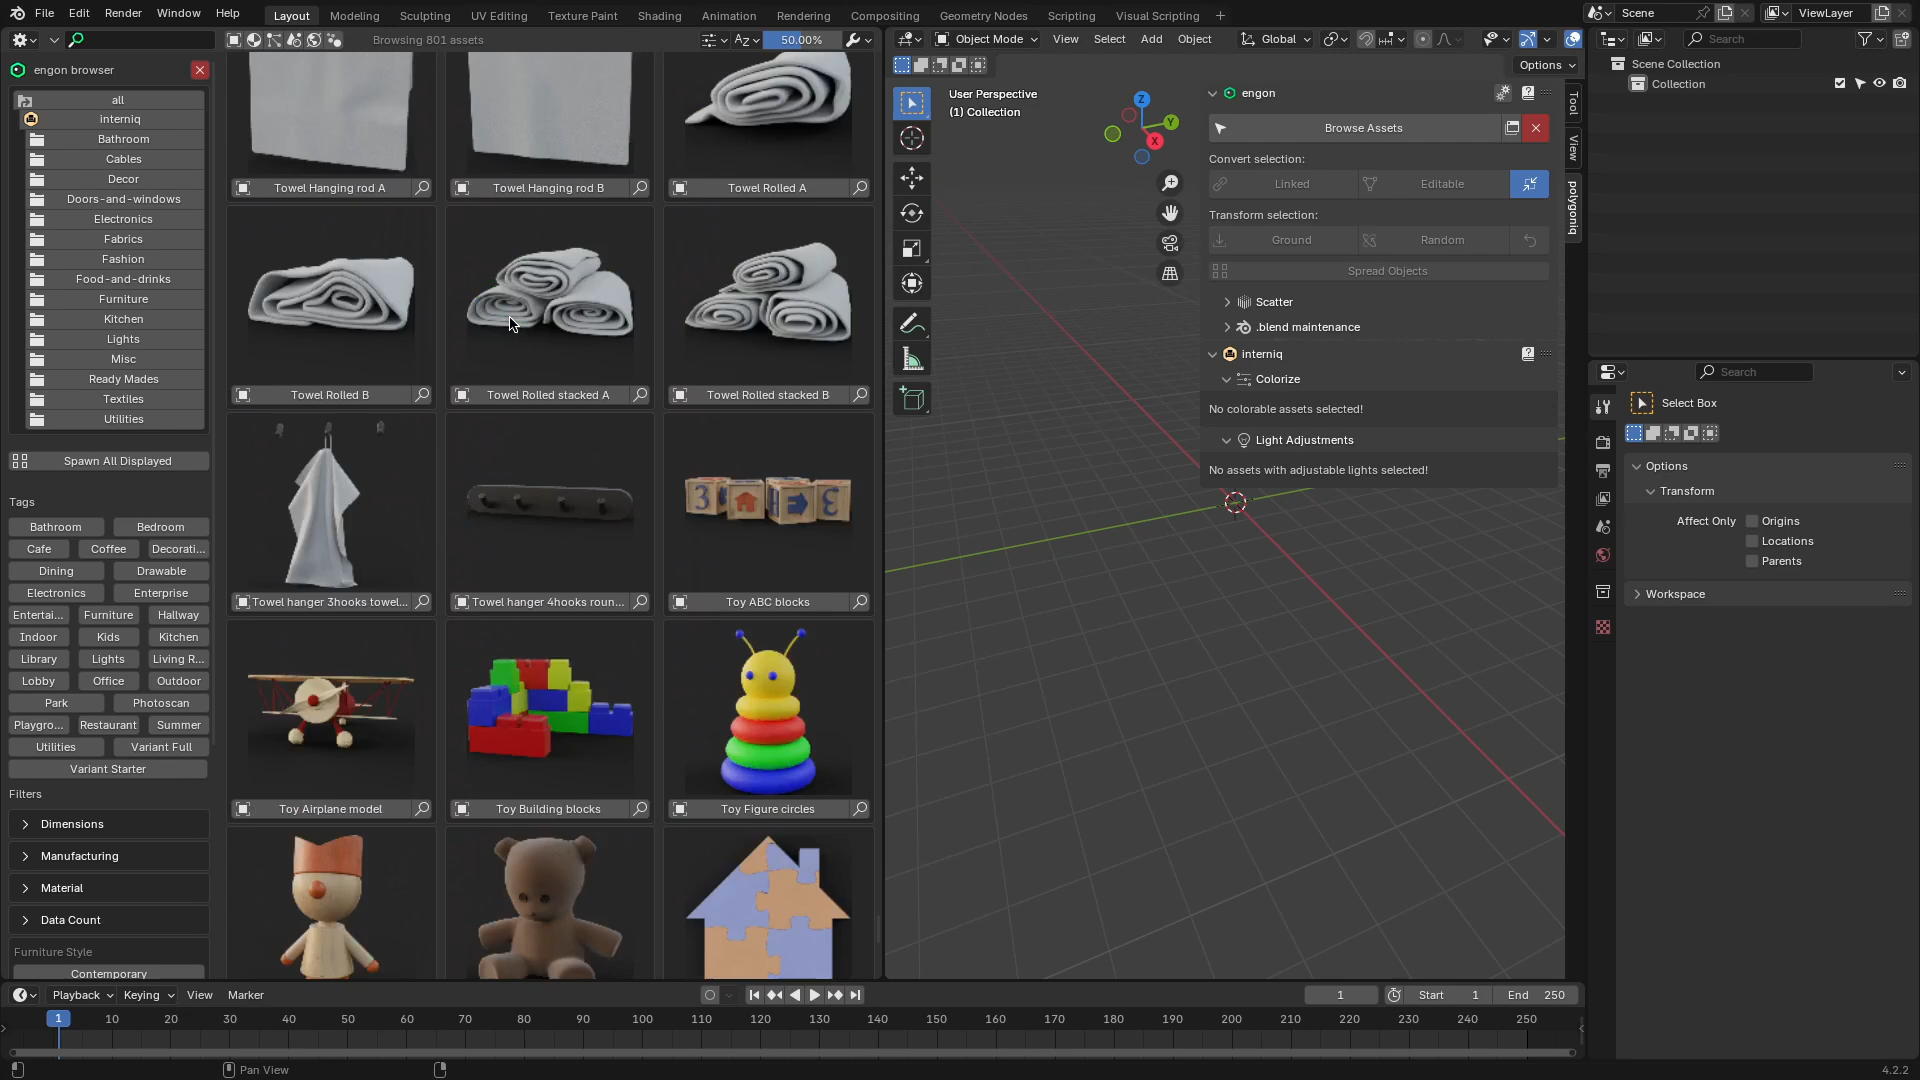 File Edit Render Window Help
Layout Modeling Sculpting UV Editing Texture Paint Shading Animation Rendering Compositing Geometry Nodes Scripting Visual Scripting
Scene
ViewLayer
Browsing 801 assets
50.00%
Object Mode View Select Add Object
Global
Search
engon browser
Options
all
interniq
Bathroom
Cables
Decor
Doors-and-windows
Electronics
Fabrics
Fashion
Food-and-drinks
Furniture
Kitchen
Lights
Misc
Ready Mades
Textiles
Utilities
Spawn All Displayed
Tags
Bathroom Bedroom
Cafe Coffee Decorati...
Dining Drawable
Electronics Enterprise
Entertai... Furniture Hallway
Indoor Kids Kitchen
Library Lights Living R...
Lobby Office Outdoor
Park Photoscan
Playgro... Restaurant Summer
Utilities Variant Full
Variant Starter
Filters
Dimensions
Manufacturing
Material
Data Count
Furniture Style
Contemporary
Towel Hanging rod A
Towel Hanging rod B
Towel Rolled A
Towel Rolled B
Towel Rolled stacked A
Towel Rolled stacked B
Towel hanger 3hooks towel...
Towel hanger 4hooks roun...
Toy ABC blocks
Toy Airplane model
Toy Building blocks
Toy Figure circles
User Perspective
(1) Collection
Z
Y
X
engon
Browse Assets
Convert selection:
Linked
Editable
Transform selection:
Ground
Random
Spread Objects
Scatter
.blend maintenance
interniq
Colorize
No colorable assets selected!
Light Adjustments
No assets with adjustable lights selected!
Tool
View
polygoniq
Scene Collection
Collection
Search
Select Box
Options
Transform
Affect Only Origins
Locations
Parents
Workspace
Playback Keying View Marker
1
Start 1
End 250
1 10 20 30 40 50 60 70 80 90 100 110 120 130 140 150 160 170 180 190 200 210 220 230 240 250
Pan View
4.2.2